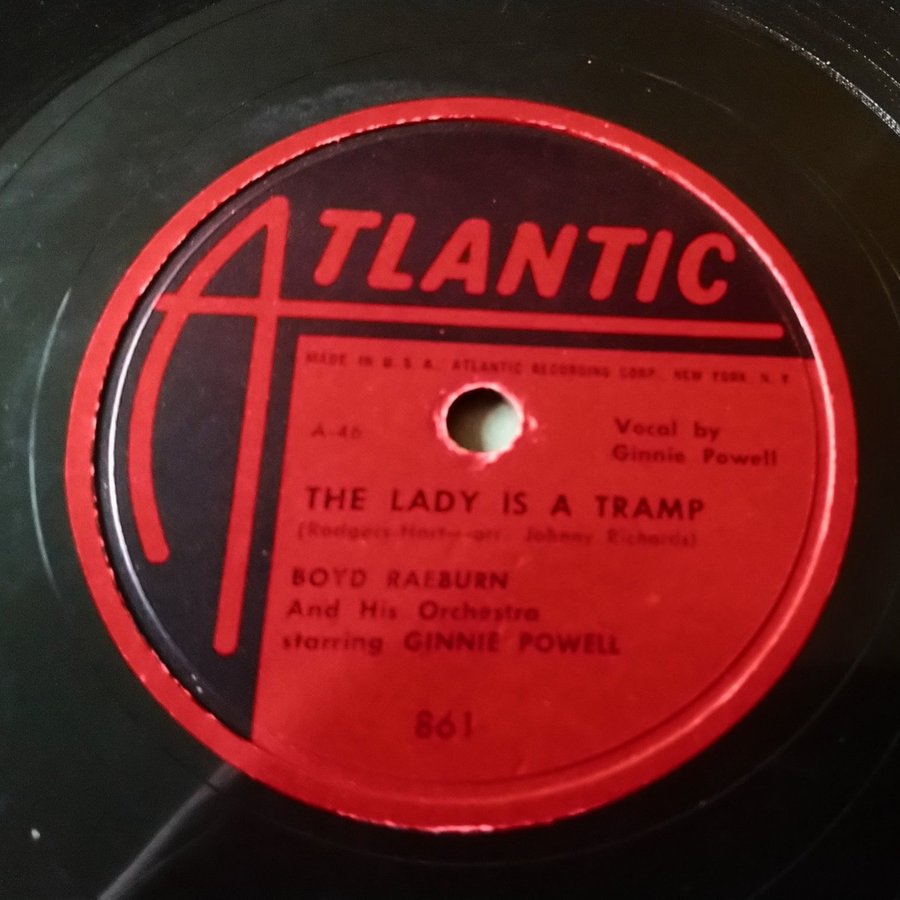 ATLANTIC
MADE IN U. S. A., ATLANTIC RECORDING CORP., NEW YORK, N. Y.
A-46
Vocal by
Ginnie Powell
THE LADY IS A TRAMP
(Rodgers-Hart—arr. Johnny Richards)
BOYD RAEBURN
And His Orchestra
starring GINNIE POWELL
861